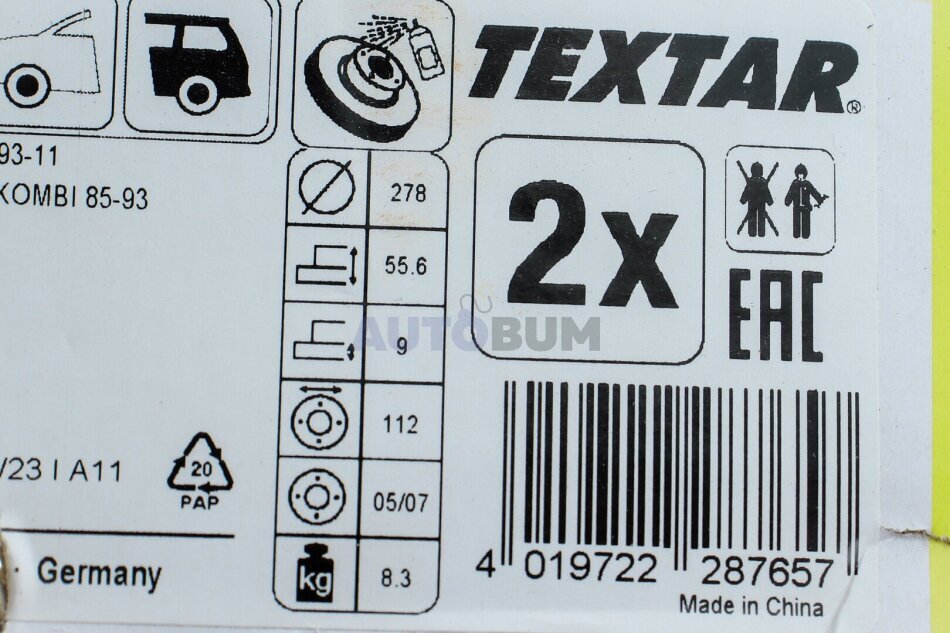 TEXTAR®
93-11
KOMBI 85-93
278
55.6
9
112
05/07
8.3
kg
2x
EAC
AUTOBUM
/23 I A11
20
PAP
Germany
4 019722 287657
Made in China